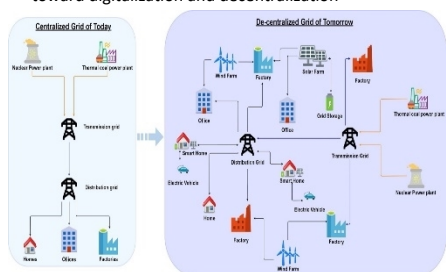 toward digitalization and decentralization
Centralized Grid of Today
De-centralized Grid of Tomorrow
Nuclear Power plant
Thermal coal power plant
Transmission grid
Distribution grid
Homes
Offices
Factories
Wind Farm
Factory
Solar Farm
Factory
Office
Office
Grid Storage
Thermal coal power plant
Smart Home
Distribution Grid
Transmission Grid
Electric Vehicle
Smart Home
Nuclear Power plant
Home
Electric Vehicle
Factory
Factory
Wind Farm